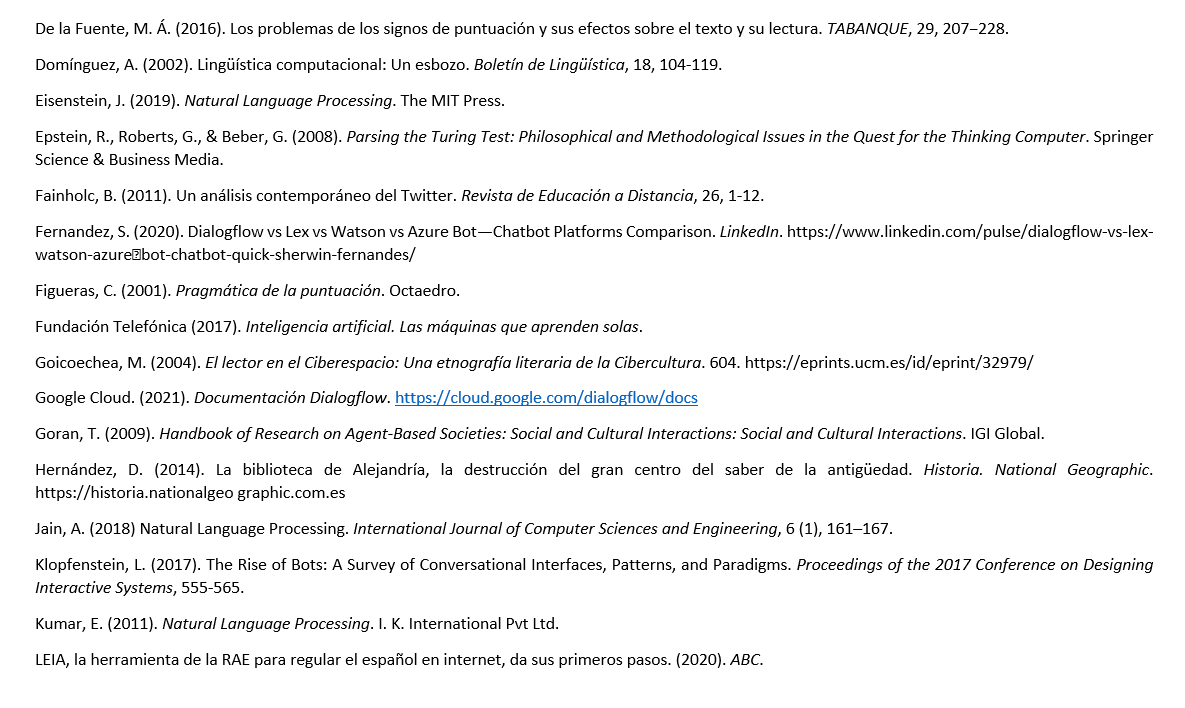 De la Fuente, M. Á. (2016). Los problemas de los signos de puntuación y sus efectos sobre el texto y su lectura. TABANQUE, 29, 207–228.
Domínguez, A. (2002). Lingüística computacional: Un esbozo. Boletín de Lingüística, 18, 104-119.
Eisenstein, J. (2019). Natural Language Processing. The MIT Press.
Epstein, R., Roberts, G., & Beber, G. (2008). Parsing the Turing Test: Philosophical and Methodological Issues in the Quest for the Thinking Computer. Springer
Science & Business Media.
Fainholc, B. (2011). Un análisis contemporáneo del Twitter. Revista de Educación a Distancia, 26, 1-12.
Fernandez, S. (2020). Dialogflow vs Lex vs Watson vs Azure Bot—Chatbot Platforms Comparison. LinkedIn. https://www.linkedin.com/pulse/dialogflow-vs-lex-
watson-azure�bot-chatbot-quick-sherwin-fernandes/
Figueras, C. (2001). Pragmática de la puntuación. Octaedro.
Fundación Telefónica (2017). Inteligencia artificial. Las máquinas que aprenden solas.
Goicoechea, M. (2004). El lector en el Ciberespacio: Una etnografía literaria de la Cibercultura. 604. https://eprints.ucm.es/id/eprint/32979/
Google Cloud. (2021). Documentación Dialogflow. https://cloud.google.com/dialogflow/docs
Goran, T. (2009). Handbook of Research on Agent-Based Societies: Social and Cultural Interactions: Social and Cultural Interactions. IGI Global.
Hernández, D. (2014). La biblioteca de Alejandría, la destrucción del gran centro del saber de la antigüedad. Historia. National Geographic.
https://historia.nationalgeo graphic.com.es
Jain, A. (2018) Natural Language Processing. International Journal of Computer Sciences and Engineering, 6 (1), 161–167.
Klopfenstein, L. (2017). The Rise of Bots: A Survey of Conversational Interfaces, Patterns, and Paradigms. Proceedings of the 2017 Conference on Designing
Interactive Systems, 555-565.
Kumar, E. (2011). Natural Language Processing. I. K. International Pvt Ltd.
LEIA, la herramienta de la RAE para regular el español en internet, da sus primeros pasos. (2020). ABC.